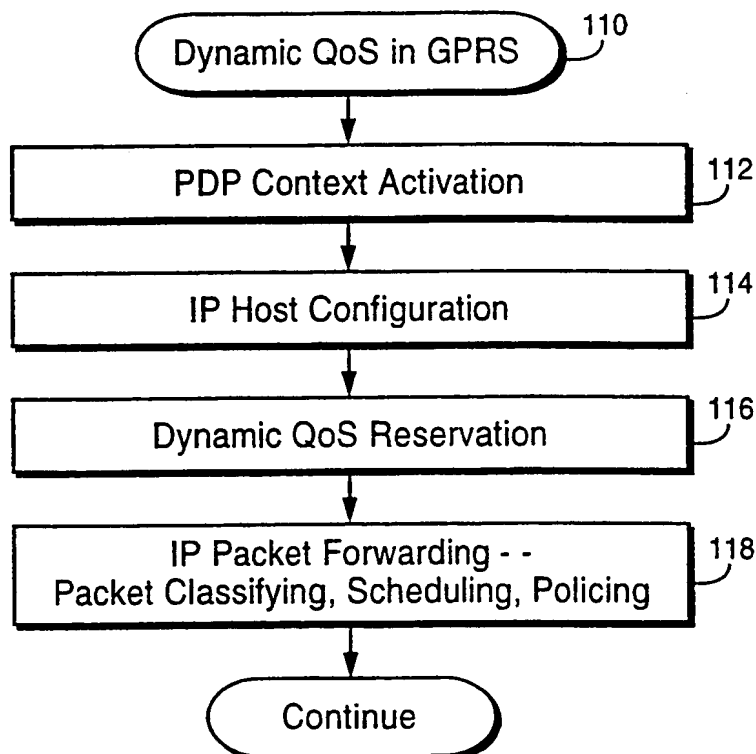 Dynamic QoS in GPRS
110
PDP Context Activation
112
IP Host Configuration
114
Dynamic QoS Reservation
116
IP Packet Forwarding - -
Packet Classifying, Scheduling, Policing
118
Continue